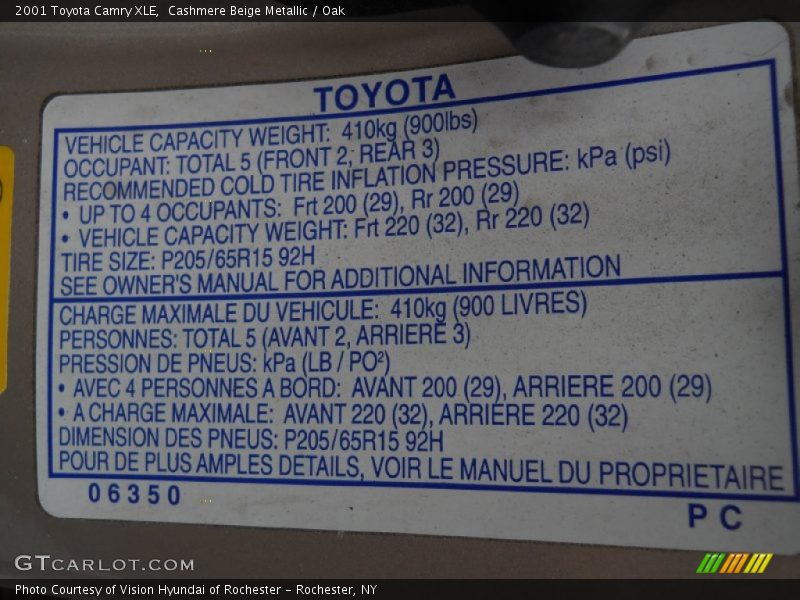 2001 Toyota Camry XLE,  Cashmere Beige Metallic / Oak
TOYOTA
VEHICLE CAPACITY WEIGHT: 410kg (900lbs)
OCCUPANT: TOTAL 5 (FRONT 2, REAR 3)
RECOMMENDED COLD TIRE INFLATION PRESSURE: kPa (psi)
• UP TO 4 OCCUPANTS: Frt 200 (29), Rr 200 (29)
• VEHICLE CAPACITY WEIGHT: Frt 220 (32), Rr 220 (32)
TIRE SIZE: P205/65R15 92H
SEE OWNER'S MANUAL FOR ADDITIONAL INFORMATION
CHARGE MAXIMALE DU VEHICULE: 410kg (900 LIVRES)
PERSONNES: TOTAL 5 (AVANT 2, ARRIERE 3)
PRESSION DE PNEUS: kPa (LB / PO²)
• AVEC 4 PERSONNES A BORD: AVANT 200 (29), ARRIERE 200 (29)
• A CHARGE MAXIMALE: AVANT 220 (32), ARRIERE 220 (32)
DIMENSION DES PNEUS: P205/65R15 92H
POUR DE PLUS AMPLES DETAILS, VOIR LE MANUEL DU PROPRIETAIRE
06350
PC
GTCARLOT.COM
Photo Courtesy of Vision Hyundai of Rochester - Rochester, NY